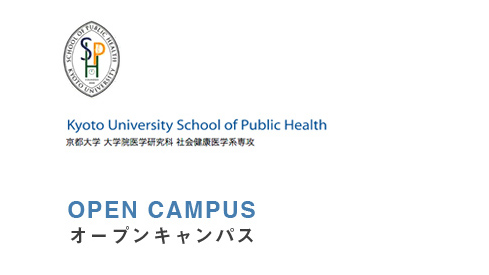 SCHOOL OF PUBLIC HEALTH
SPH
KYOTO UNIVERSITY
Kyoto University School of Public Health
京都大学 大学院医学研究科 社会健康医学系専攻
OPEN CAMPUS
オープンキャンパス